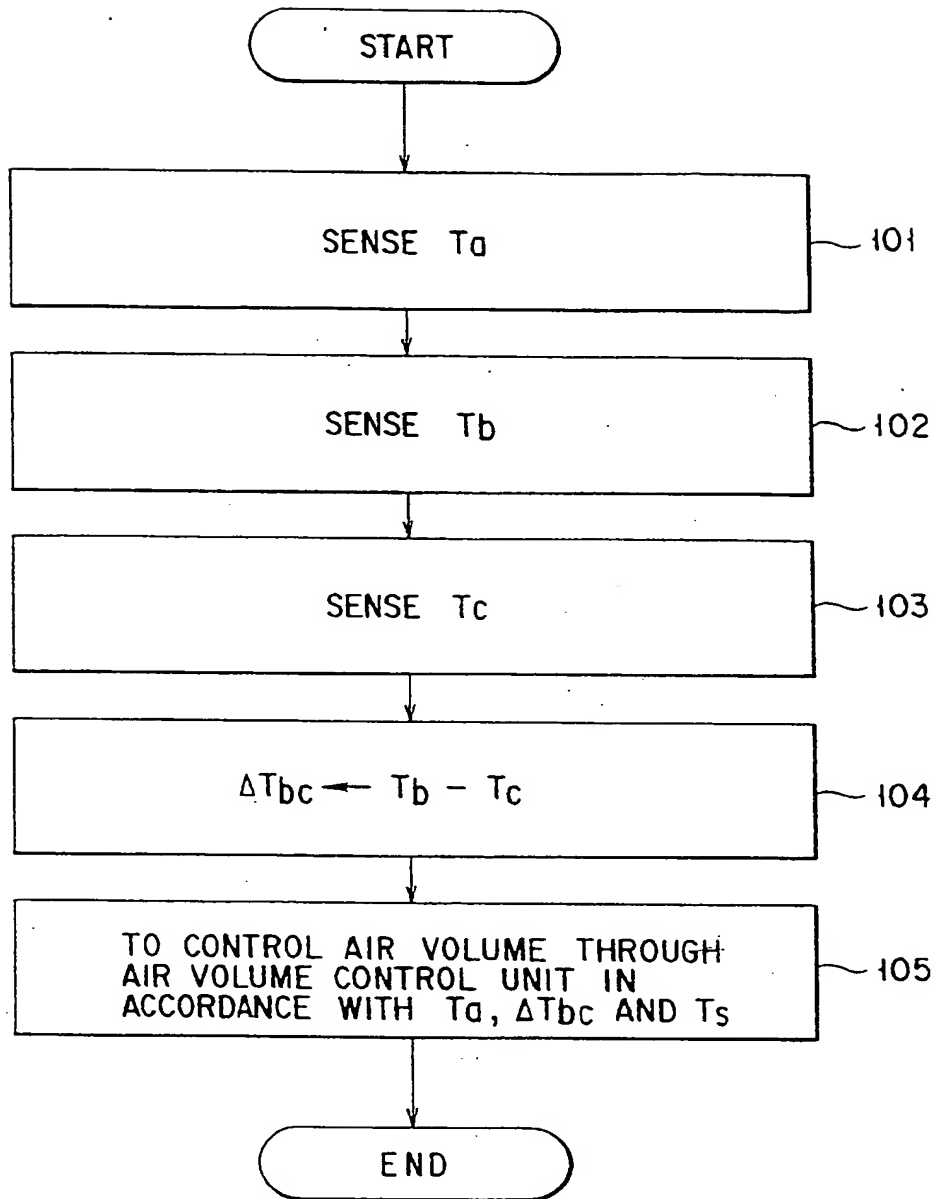 START
SENSE Ta
101
SENSE Tb
102
SENSE Tc
103
ΔTbc ← Tb - Tc
104
TO CONTROL AIR VOLUME THROUGH
AIR VOLUME CONTROL UNIT IN
ACCORDANCE WITH Ta, ΔTbc AND Ts
105
END